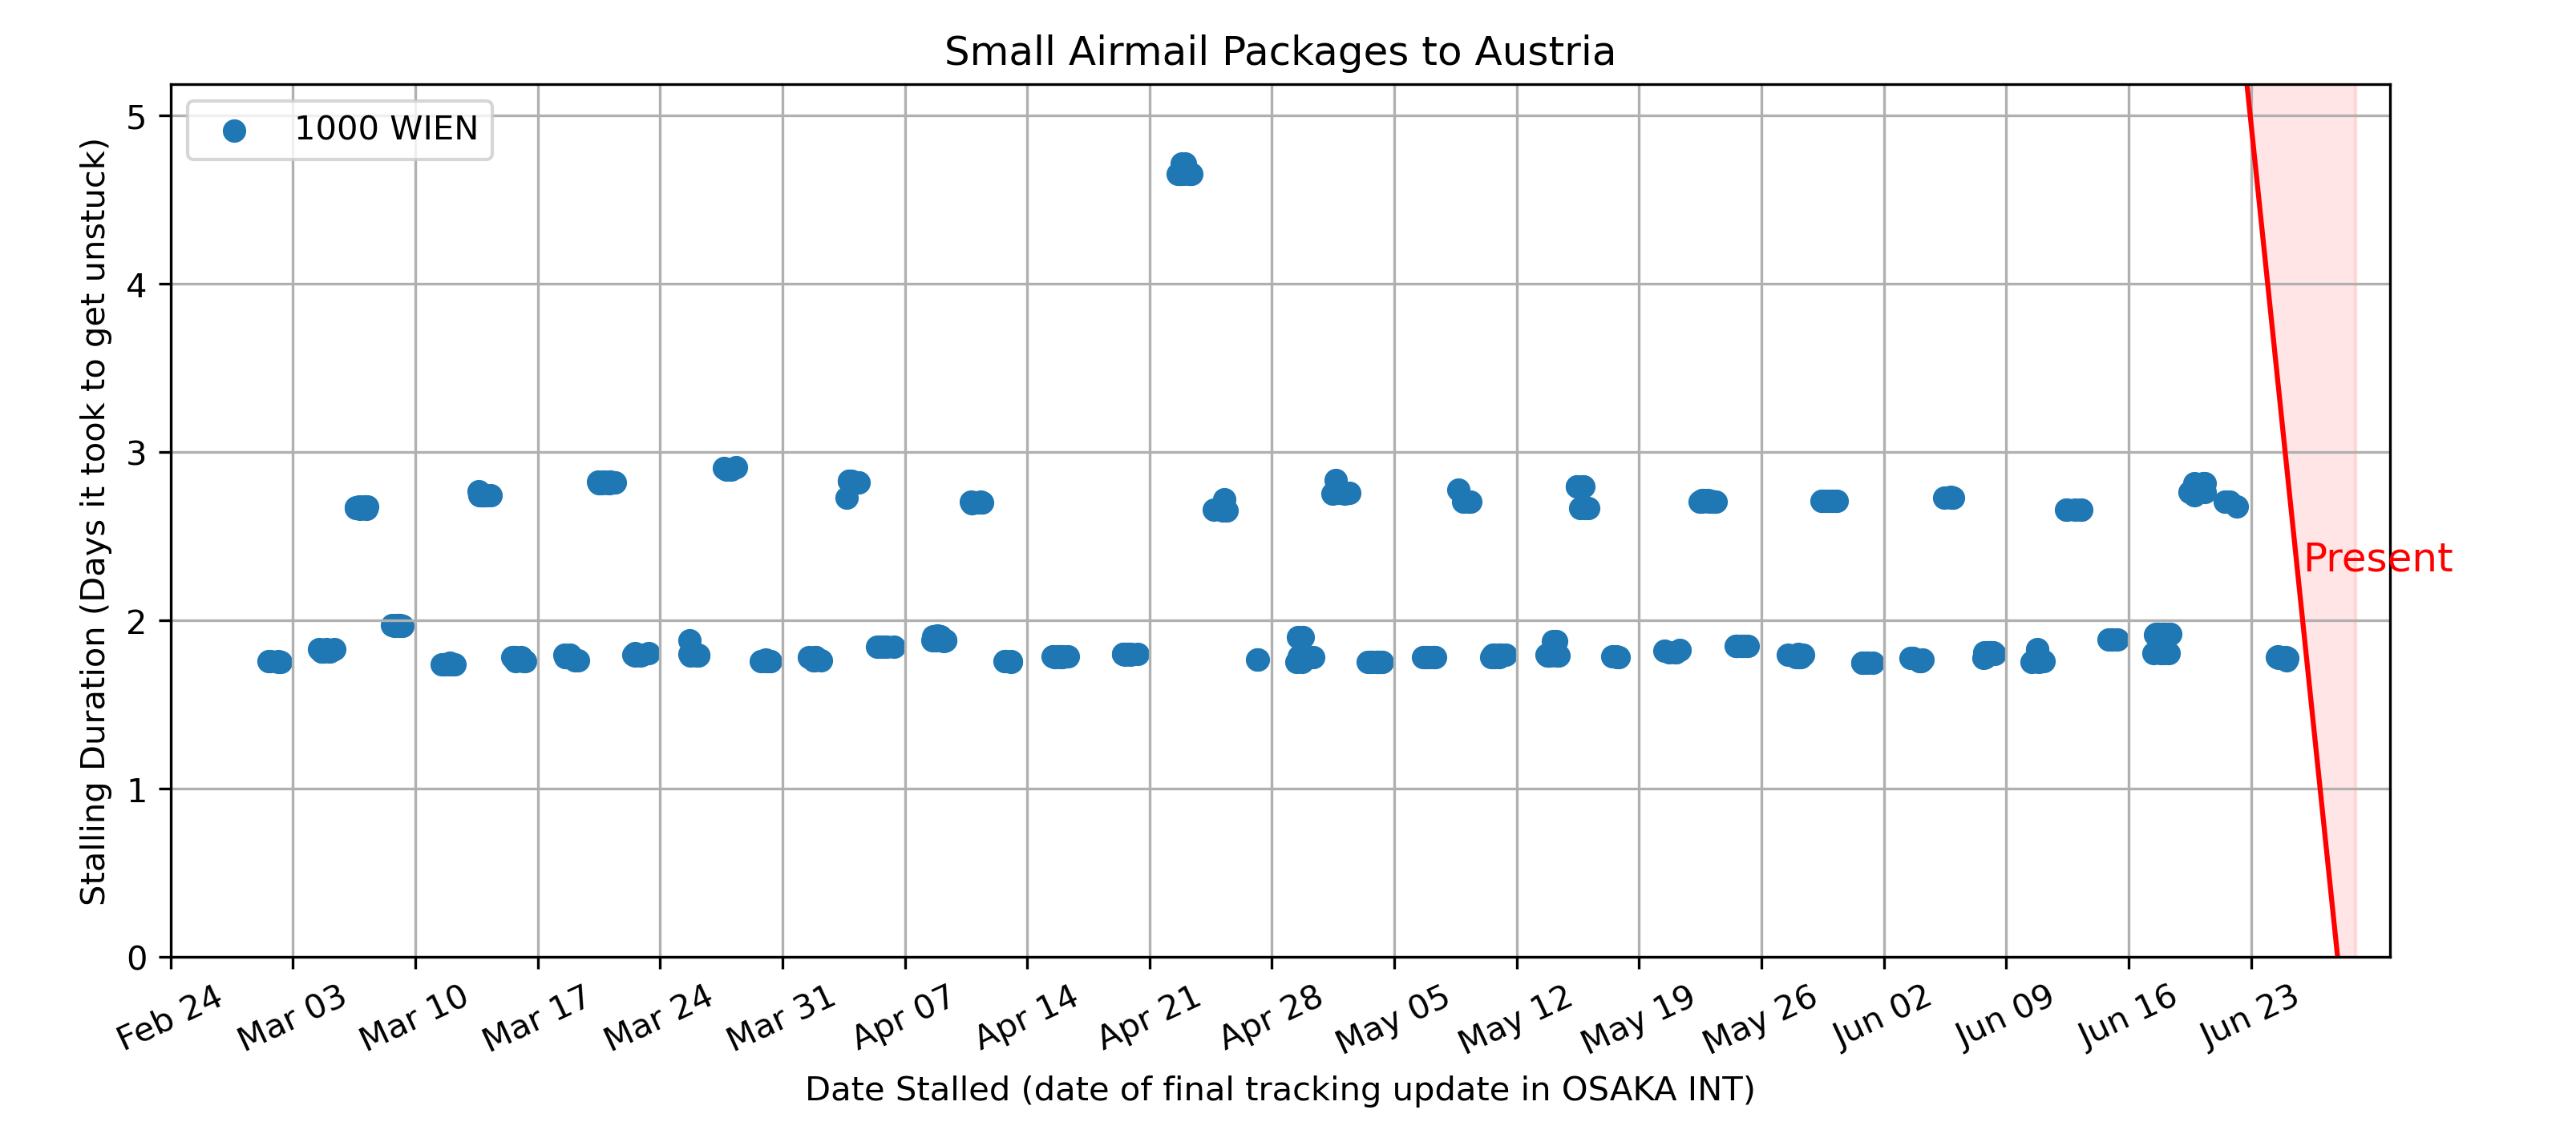 Small Airmail Packages to Austria
1000 WIEN
Stalling Duration (Days it took to get unstuck)
5
4
3
2
1
0
Present
Feb 24
Mar 03
Mar 10
Mar 17
Mar 24
Mar 31
Apr 07
Apr 14
Apr 21
Apr 28
May 05
May 12
May 19
May 26
Jun 02
Jun 09
Jun 16
Jun 23
Date Stalled (date of final tracking update in OSAKA INT)